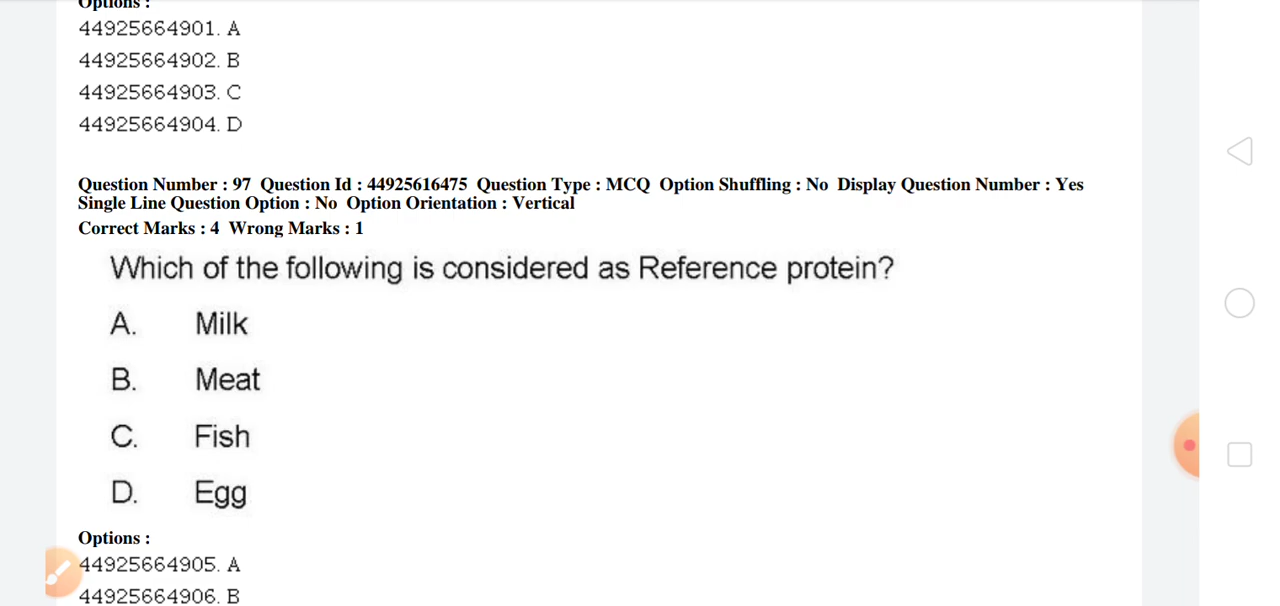 Options :
44925664901. A
44925664902. B
44925664903. C
44925664904. D
Question Number : 97 Question Id : 44925616475 Question Type : MCQ Option Shuffling : No Display Question Number : Yes
Single Line Question Option : No Option Orientation : Vertical
Correct Marks : 4 Wrong Marks : 1
Which of the following is considered as Reference protein?
A. Milk
B. Meat
C. Fish
D. Egg
Options :
44925664905. A
44925664906. B